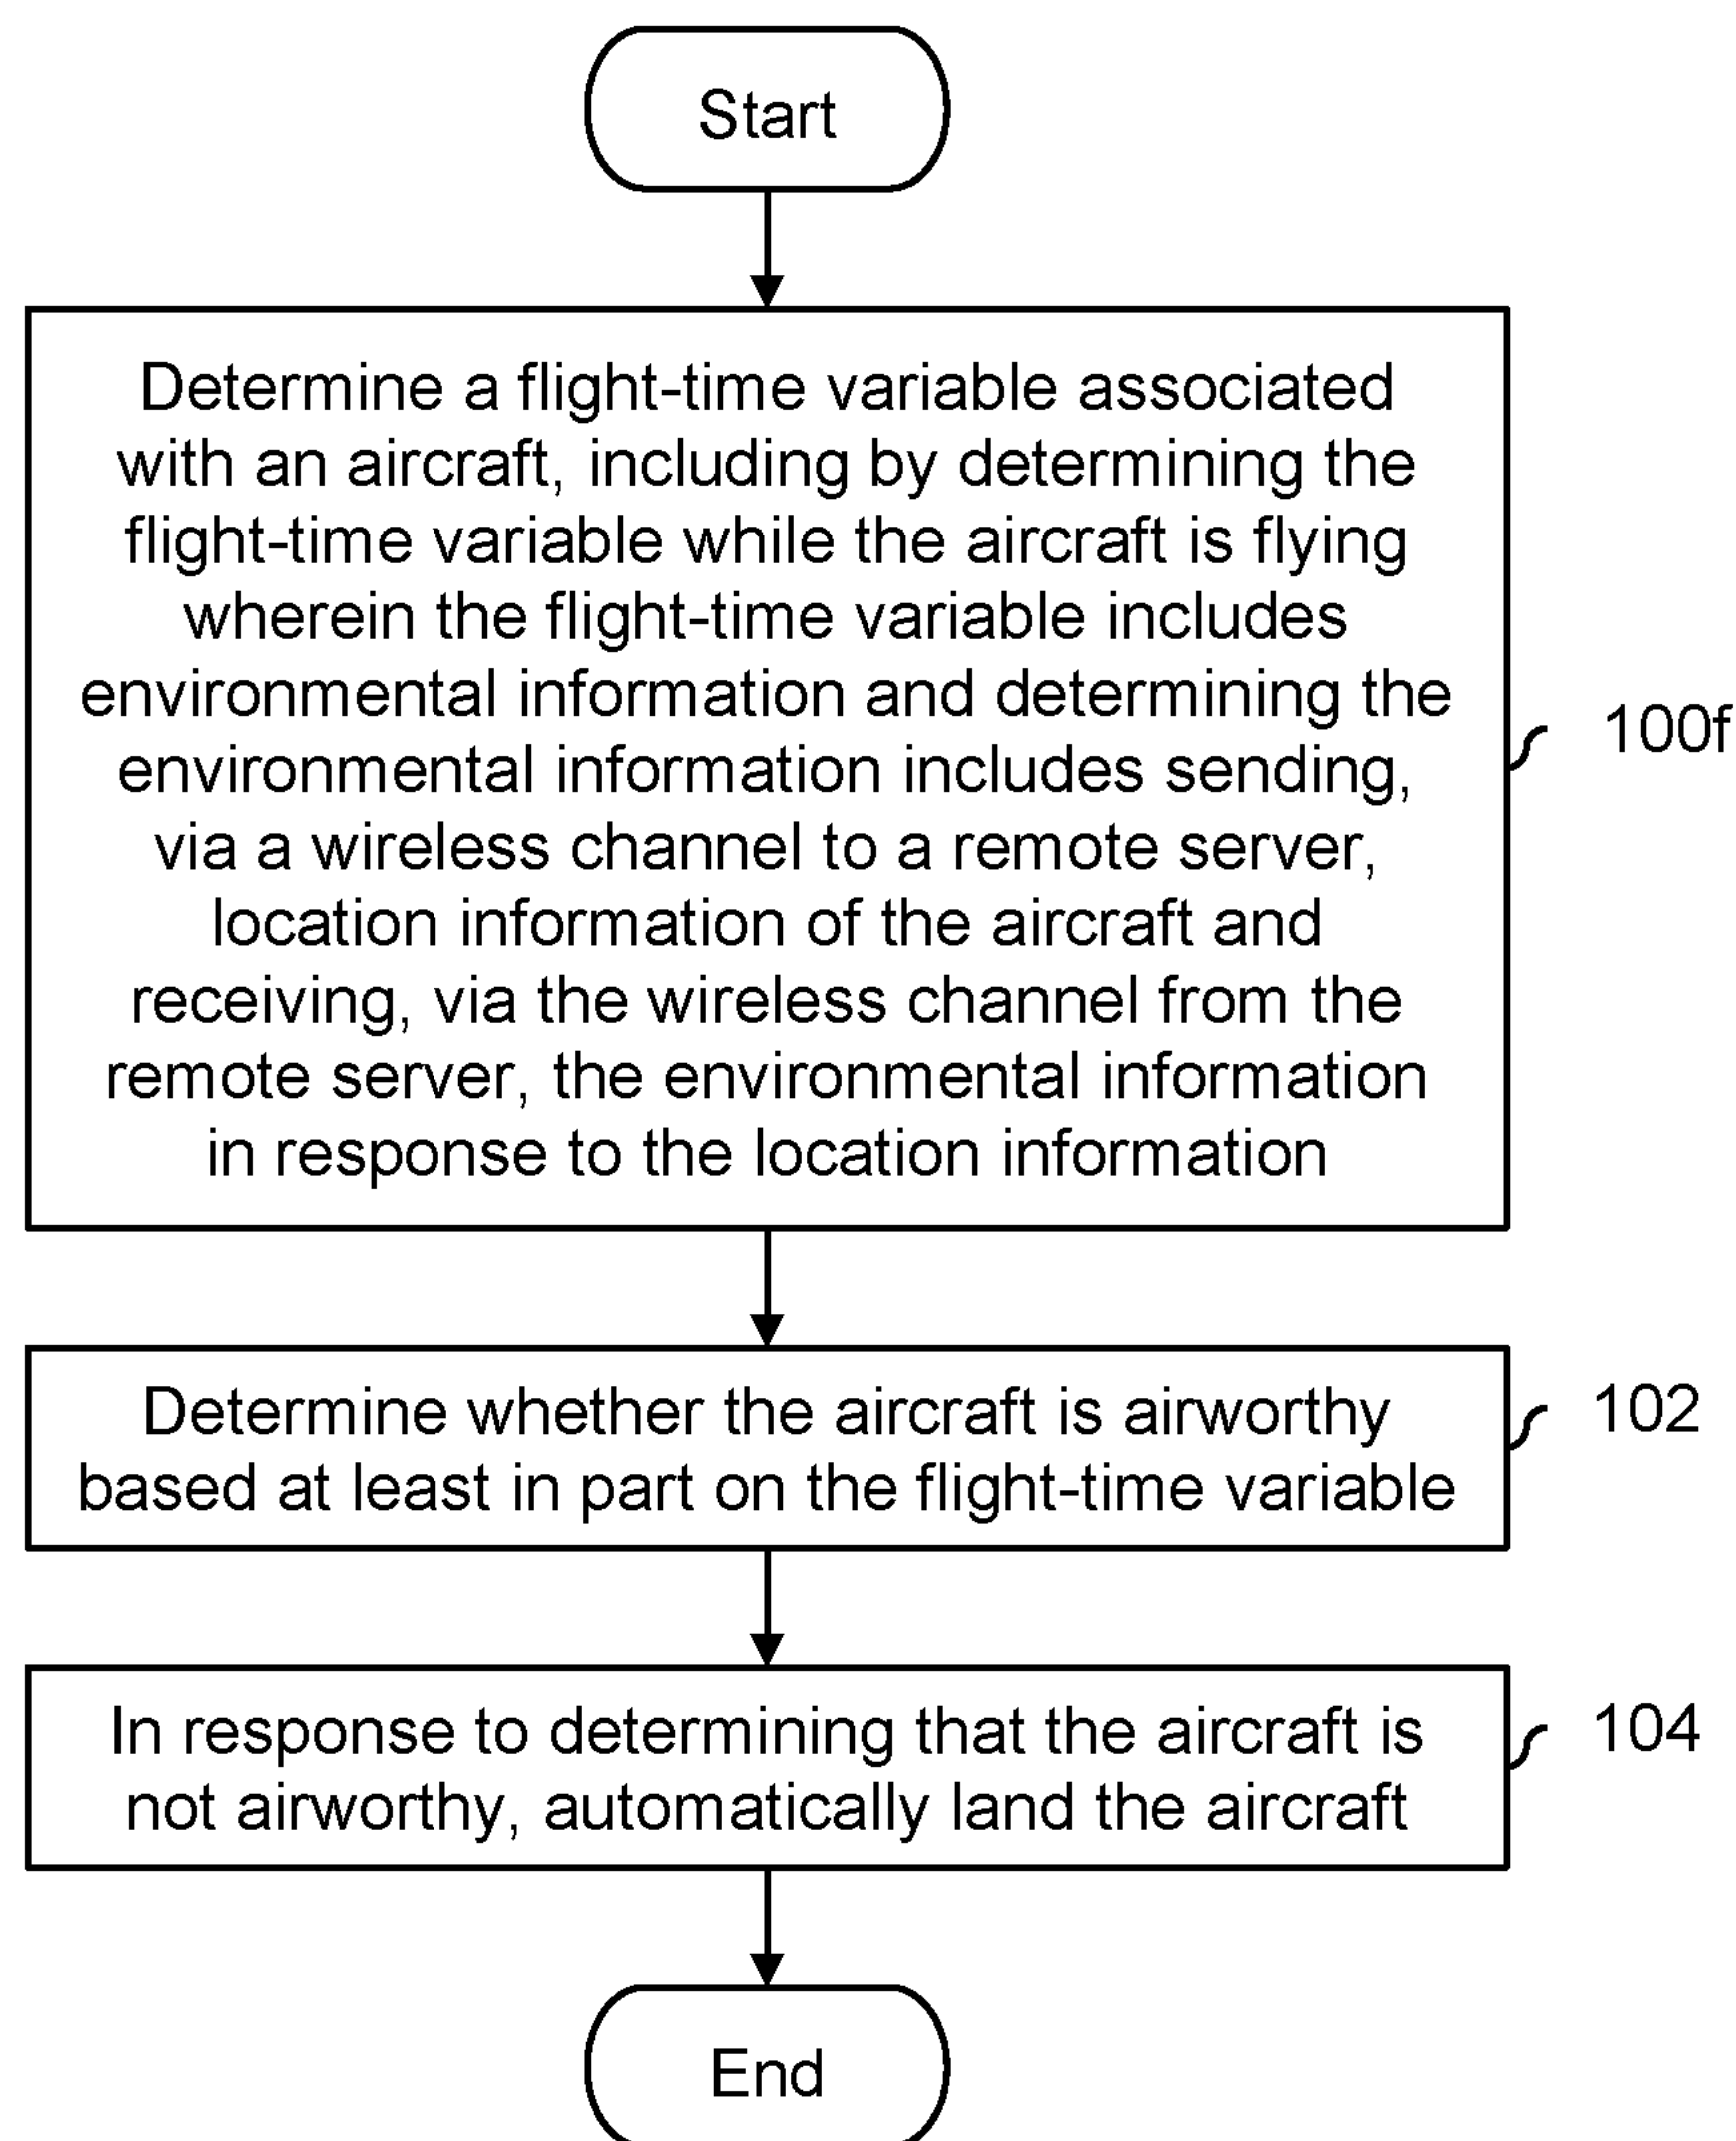 Start
Determine a flight-time variable associated
with an aircraft, including by determining the
flight-time variable while the aircraft is flying
wherein the flight-time variable includes
environmental information and determining the
environmental information includes sending,
via a wireless channel to a remote server,
location information of the aircraft and
receiving, via the wireless channel from the
remote server, the environmental information
in response to the location information
100f
Determine whether the aircraft is airworthy
based at least in part on the flight-time variable
102
In response to determining that the aircraft is
not airworthy, automatically land the aircraft
104
End